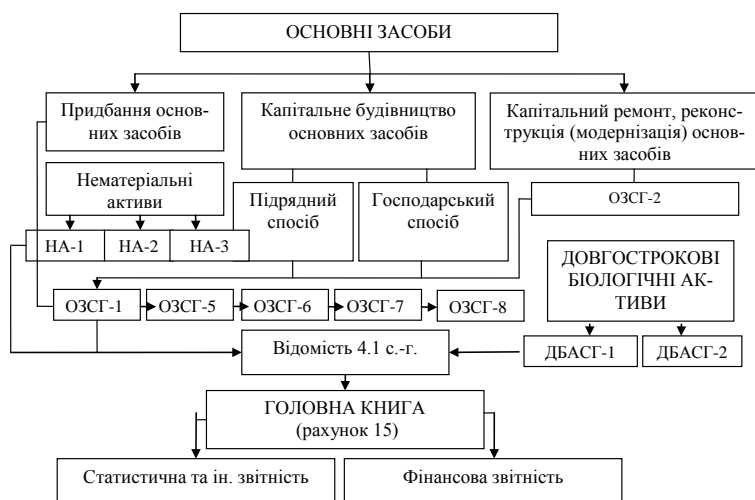 ОСНОВНІ ЗАСОБИ
Придбання основ-
них засобів
Капітальне будівництво
основних засобів
Капітальний ремонт, рекон-
струкція (модернізація) основ-
них засобів
Нематеріальні
активи
Підрядний
спосіб
Господарський
спосіб
ОЗСГ-2
НА-1
НА-2
НА-3
ДОВГОСТРОКОВІ
БІОЛОГІЧНІ АК-
ТИВИ
ОЗСГ-1
ОЗСГ-5
ОЗСГ-6
ОЗСГ-7
ОЗСГ-8
Відомість 4.1 с.-г.
ДБАСГ-1
ДБАСГ-2
ГОЛОВНА КНИГА
(рахунок 15)
Статистична та ін. звітність
Фінансова звітність